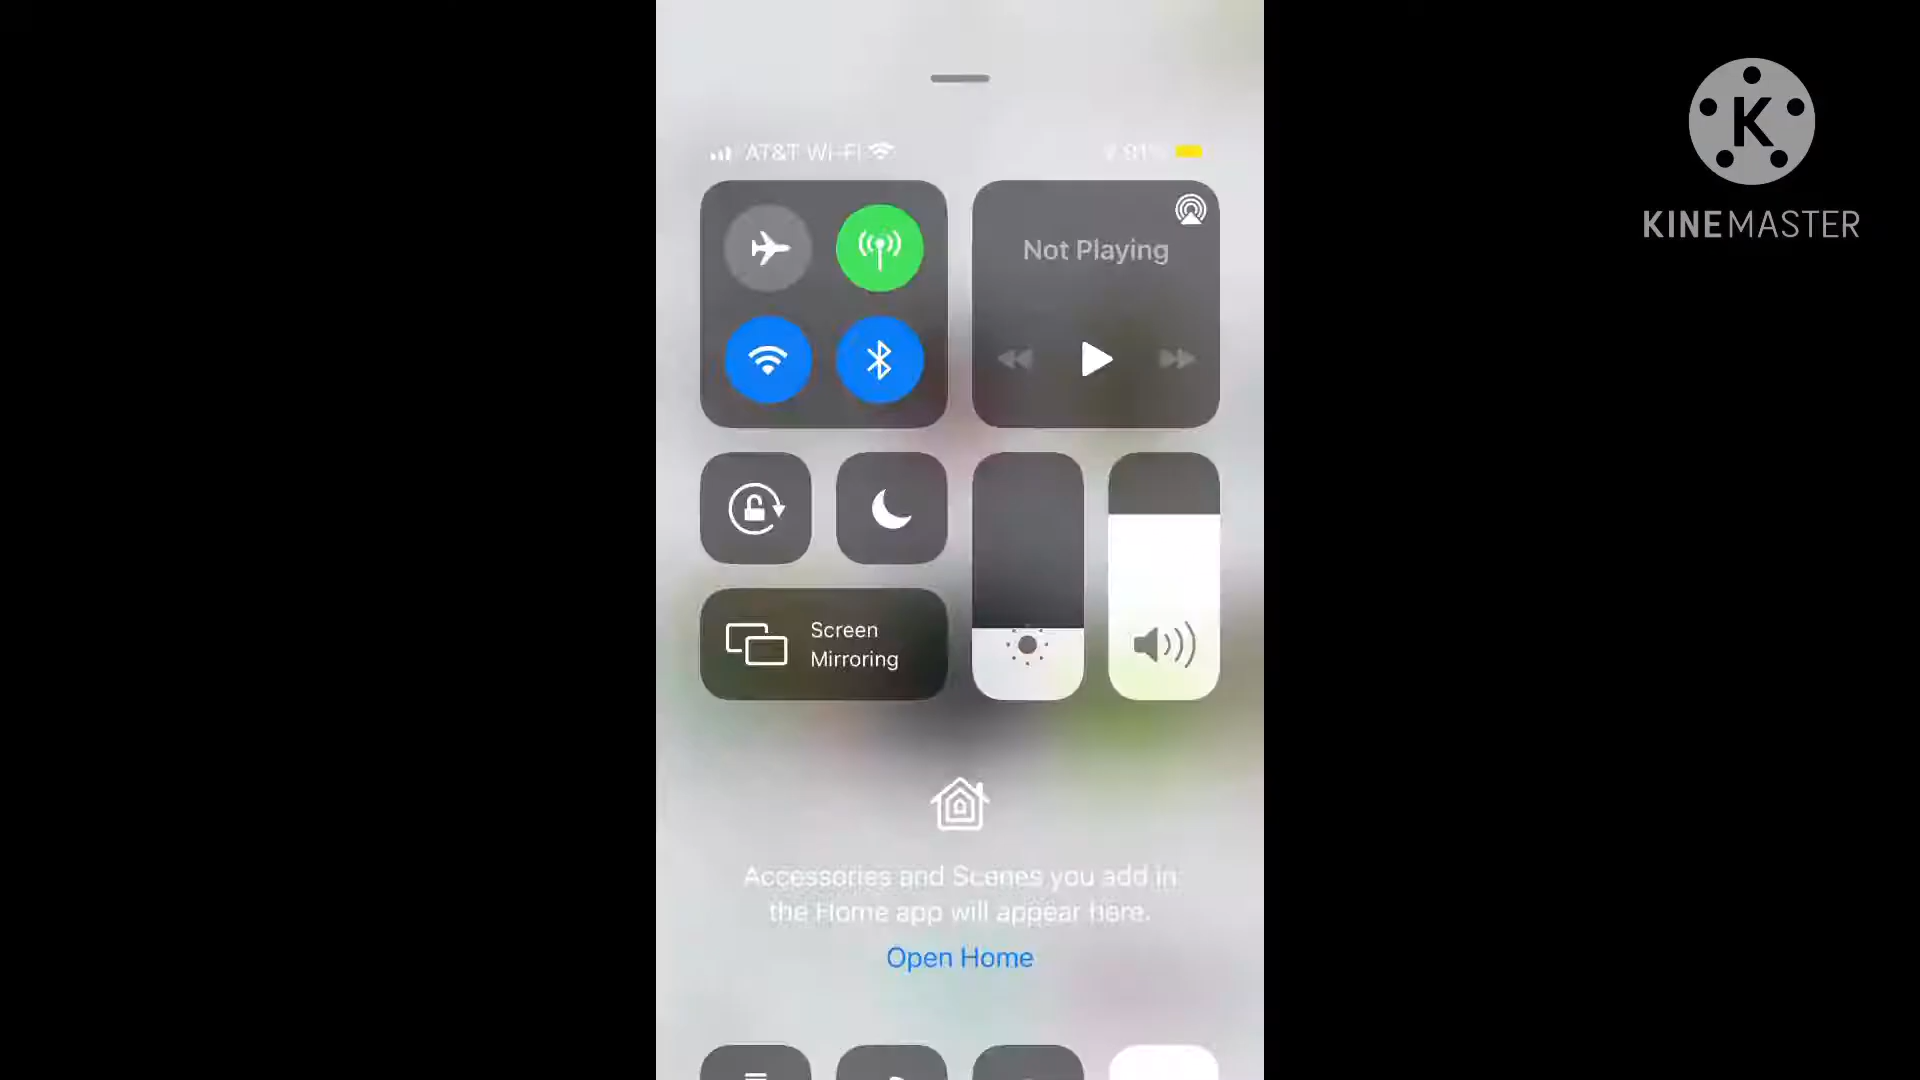 AT&T Wi-Fi 91%
K
KINEMASTER
Not Playing
Screen
Mirroring
Accessories and Scenes you add in
the Home app will appear here.
Open Home